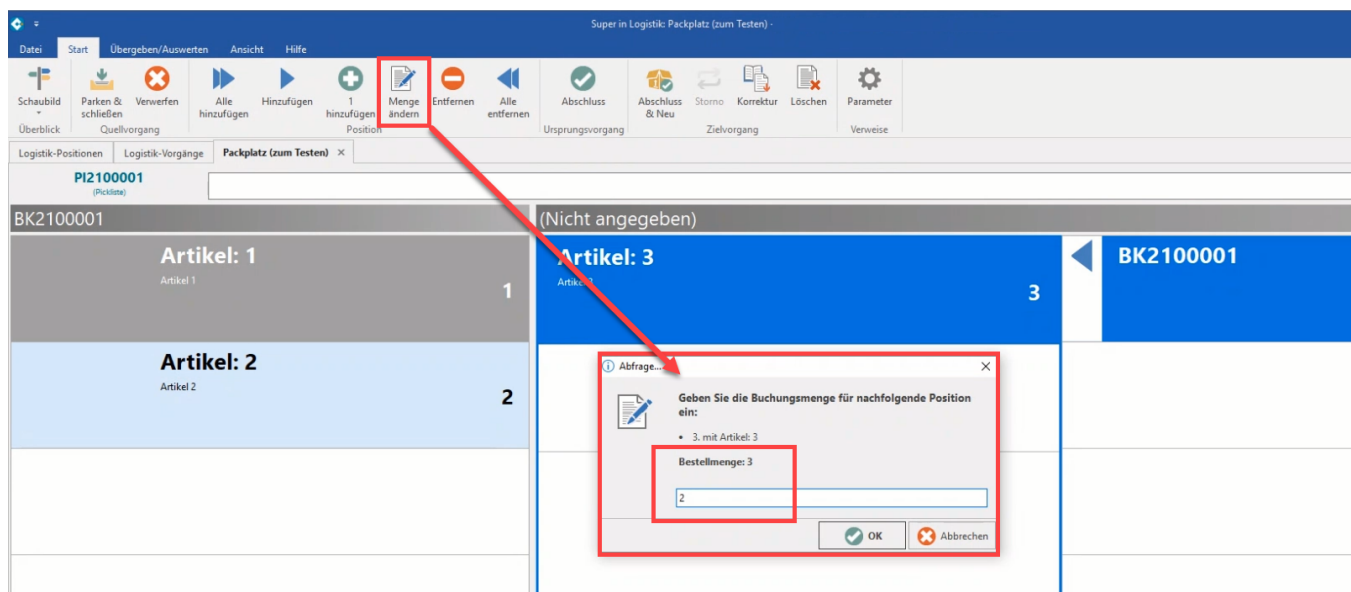 Super in Logistik: Packplatz (zum Testen) -
Datei Start Übergeben/Auswerten Ansicht Hilfe
Schaubild
Parken & schließen
Verwerfen
Alle hinzufügen
Hinzufügen
1 hinzufügen
Menge ändern
Entfernen
Alle entfernen
Abschluss
Abschluss & Neu
Storno
Korrektur
Löschen
Parameter
Überblick Quellvorgang Position Ursprungsvorgang Zielvorgang Verweise
Logistik-Positionen Logistik-Vorgänge Packplatz (zum Testen)
PI2100001
(Pickliste)
BK2100001 (Nicht angegeben)
Artikel: 1
Artikel 1
1
Artikel: 2
Artikel 2
2
Artikel: 3
3
BK2100001
Abfrage...
Geben Sie die Buchungsmenge für nachfolgende Position
ein:
• 3. mit Artikel: 3
Bestellmenge: 3
2
OK Abbrechen